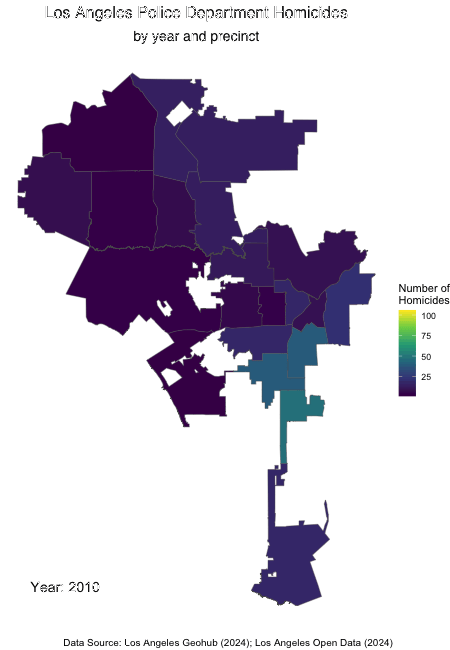 Los Angeles Police Department Homicides
by year and precinct
Number of
Homicides
100
75
50
25
Year: 2010
Data Source: Los Angeles Geohub (2024); Los Angeles Open Data (2024)